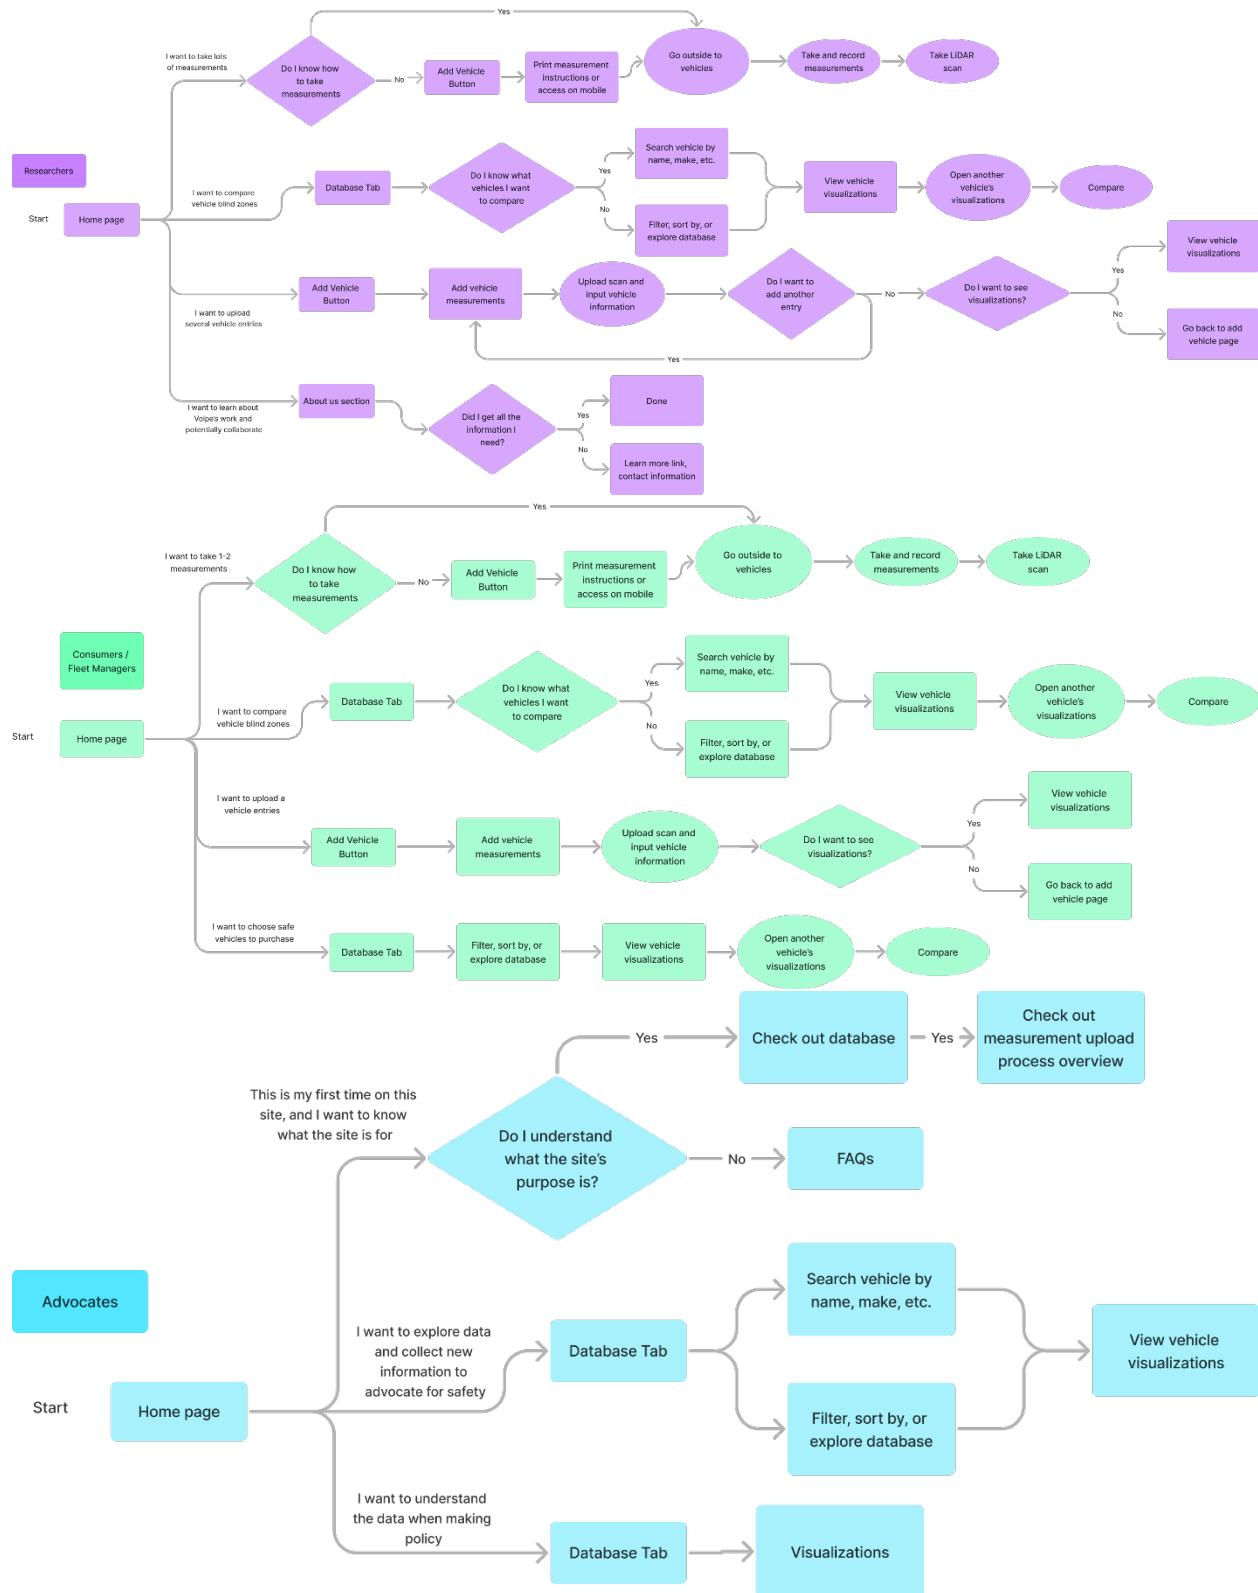 Yes
I want to take lots
of measurements
Do I know how
to take
measurements
No
Add Vehicle
Button
Print measurement
instructions or
access on mobile
Go outside to
vehicles
Take and record
measurements
Take LiDAR
scan
Researchers
Start
Home page
I want to compare
vehicle blind zones
Database Tab
Do I know what
vehicles I want
to compare
Yes
No
Search vehicle by
name, make, etc.
Filter, sort by, or
explore database
View vehicle
visualizations
Open another
vehicle's
visualizations
Compare
I want to upload
several vehicle entries
Add Vehicle
Button
Add vehicle
measurements
Upload scan and
input vehicle
information
Do I want to
add another
entry
Yes
No
Do I want to see
visualizations?
Yes
No
View vehicle
visualizations
Go back to add
vehicle page
I want to learn about
Volpe's work and
potentially collaborate
About us section
Did I get all the
information I
need?
Yes
No
Done
Learn more link,
contact information
Yes
I want to take 1-2
measurements
Do I know how
to take
measurements
No
Add Vehicle
Button
Print measurement
instructions or
access on mobile
Go outside to
vehicles
Take and record
measurements
Take LiDAR
scan
Consumers /
Fleet Managers
Start
Home page
I want to compare
vehicle blind zones
Database Tab
Do I know what
vehicles I want
to compare
Yes
No
Search vehicle by
name, make, etc.
Filter, sort by, or
explore database
View vehicle
visualizations
Open another
vehicle's
visualizations
Compare
I want to upload a
vehicle entries
Add Vehicle
Button
Add vehicle
measurements
Upload scan and
input vehicle
information
Do I want to see
visualizations?
Yes
No
View vehicle
visualizations
Go back to add
vehicle page
I want to choose safe
vehicles to purchase
Database Tab
Filter, sort by, or
explore database
View vehicle
visualizations
Open another
vehicle's
visualizations
Compare
This is my first time on this
site, and I want to know
what the site is for
Do I understand
what the site's
purpose is?
Yes
Check out database
Yes
Check out
measurement upload
process overview
No
FAQs
Advocates
Start
Home page
I want to explore data
and collect new
information to
advocate for safety
Database Tab
Search vehicle by
name, make, etc.
Filter, sort by, or
explore database
View vehicle
visualizations
I want to understand
the data when making
policy
Database Tab
Visualizations